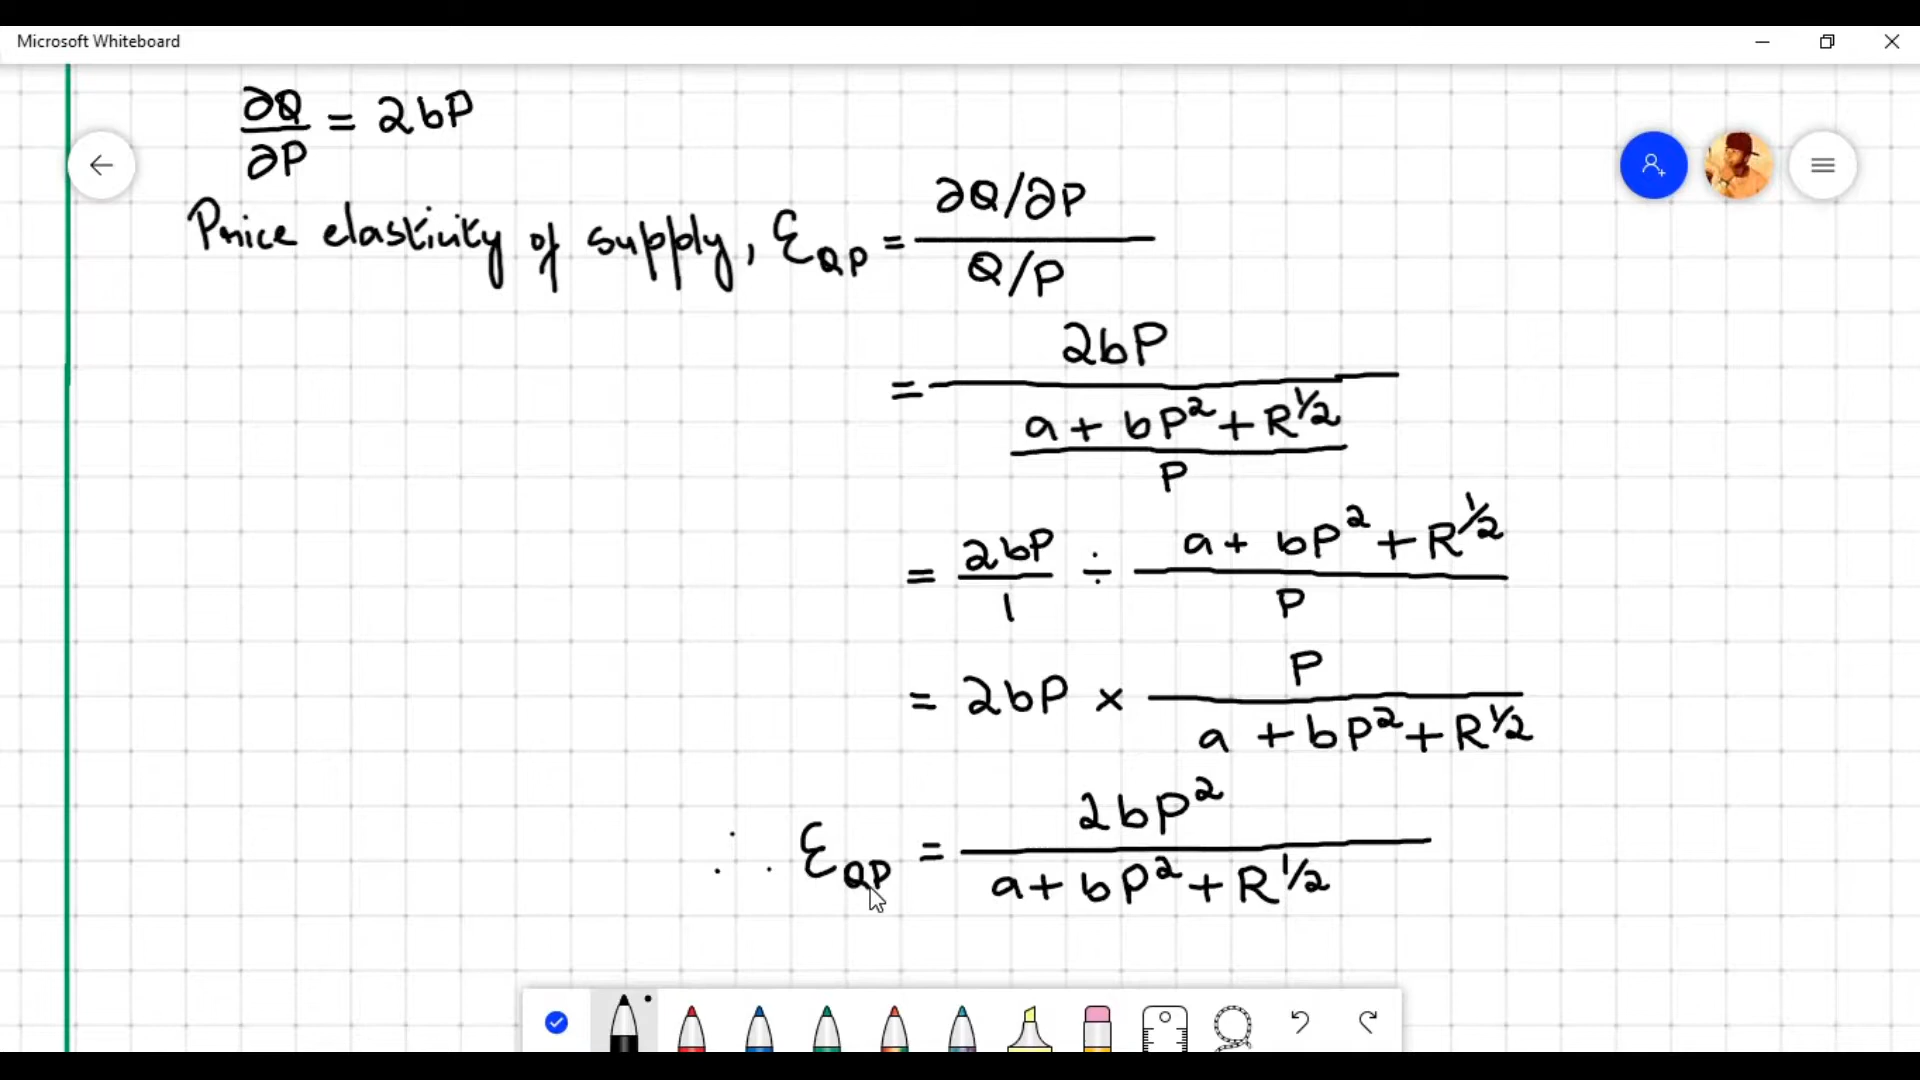 Microsoft Whiteboard
∂Q/∂P = 2bP
Price elasticity of supply, ε_QP = (∂Q/∂P)/(Q/P)
= 2bP/((a + bP² + R^½)/P)
= 2bP/1 ÷ (a + bP² + R^½)/P
= 2bP × P/(a + bP² + R^½)
∴ ε_QP = 2bP²/(a + bP² + R^½)